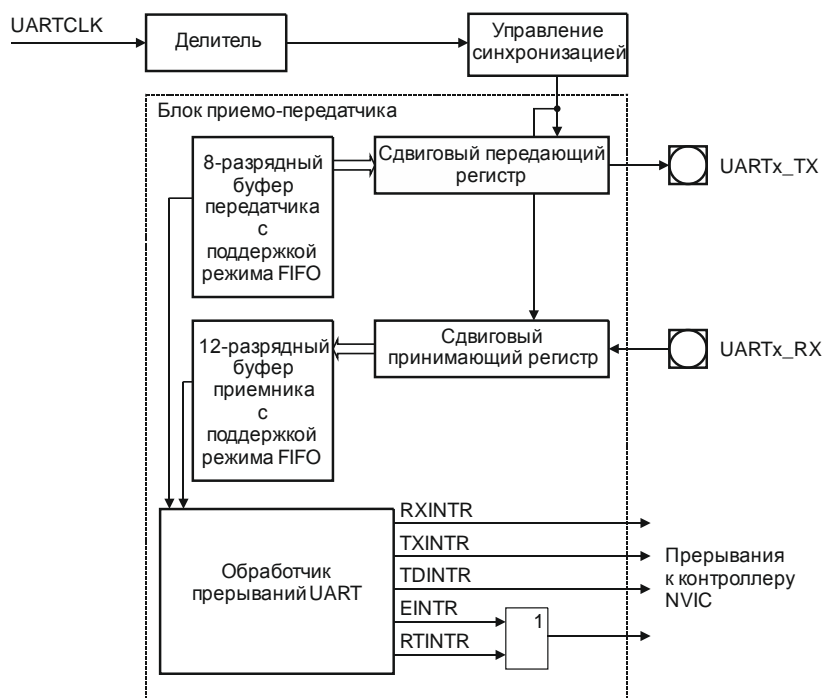 UARTCLK
Делитель
Управление
синхронизацией
Блок приемо-передатчика
8-разрядный
буфер
передатчика
с
поддержкой
режима FIFO
Сдвиговый передающий
регистр
UARTx_TX
12-разрядный
буфер
приемника
с
поддержкой
режима FIFO
Сдвиговый
принимающий регистр
UARTx_RX
Обработчик
прерываний UART
RXINTR
TXINTR
TDINTR
EINTR
RTINTR
1
Прерывания
к контроллеру
NVIC